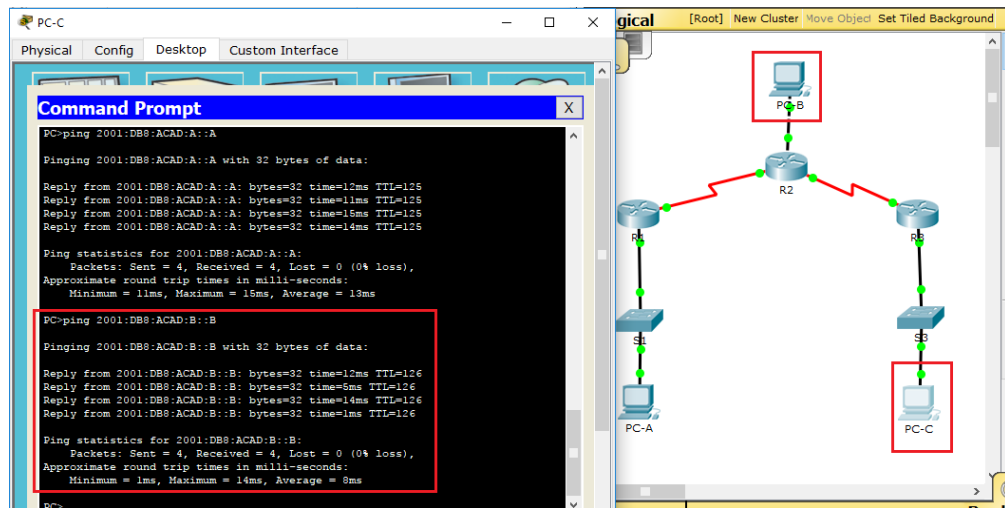 PC-C
Physical Config Desktop Custom Interface
Command Prompt
X
PC>ping 2001:DB8:ACAD:A::A
Pinging 2001:DB8:ACAD:A::A with 32 bytes of data:
Reply from 2001:DB8:ACAD:A::A: bytes=32 time=12ms TTL=125
Reply from 2001:DB8:ACAD:A::A: bytes=32 time=11ms TTL=125
Reply from 2001:DB8:ACAD:A::A: bytes=32 time=15ms TTL=125
Reply from 2001:DB8:ACAD:A::A: bytes=32 time=14ms TTL=125
Ping statistics for 2001:DB8:ACAD:A::A:
Packets: Sent = 4, Received = 4, Lost = 0 (0% loss),
Approximate round trip times in milli-seconds:
Minimum = 11ms, Maximum = 15ms, Average = 13ms
PC>ping 2001:DB8:ACAD:B::B
Pinging 2001:DB8:ACAD:B::B with 32 bytes of data:
Reply from 2001:DB8:ACAD:B::B: bytes=32 time=12ms TTL=126
Reply from 2001:DB8:ACAD:B::B: bytes=32 time=5ms TTL=126
Reply from 2001:DB8:ACAD:B::B: bytes=32 time=14ms TTL=126
Reply from 2001:DB8:ACAD:B::B: bytes=32 time=1ms TTL=126
Ping statistics for 2001:DB8:ACAD:B::B:
Packets: Sent = 4, Received = 4, Lost = 0 (0% loss),
Approximate round trip times in milli-seconds:
Minimum = 1ms, Maximum = 14ms, Average = 8ms
PC>
gical [Root] New Cluster Move Object Set Tiled Background
PC-B
R2
R1
R3
S1
S3
PC-A
PC-C